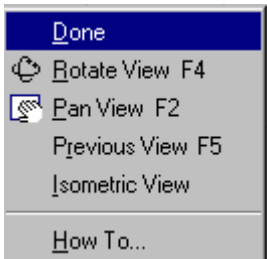 Done
Rotate View F4
Pan View F2
Previous View F5
Isometric View
How To...